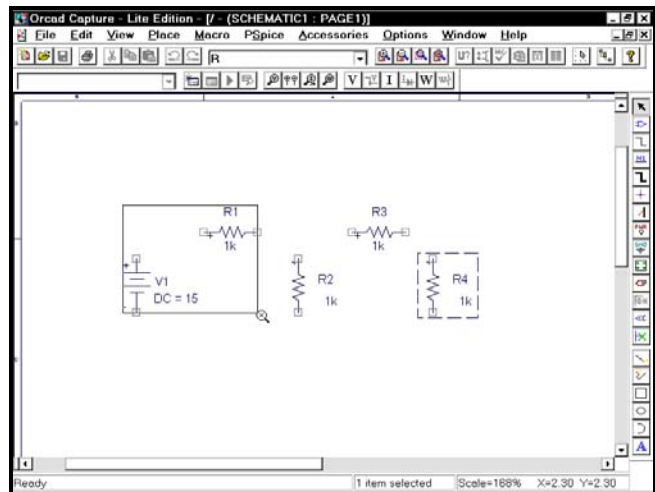 Orcad Capture - Lite Edition - [/ - (SCHEMATIC1 : PAGE1)]
File Edit View Place Macro PSpice Accessories Options Window Help
R
U?
V I W
R1
1k
R3
1k
V1
DC = 15
R2
1k
R4
1k
A
Ready 1 item selected Scale=168% X=2.30 Y=2.30